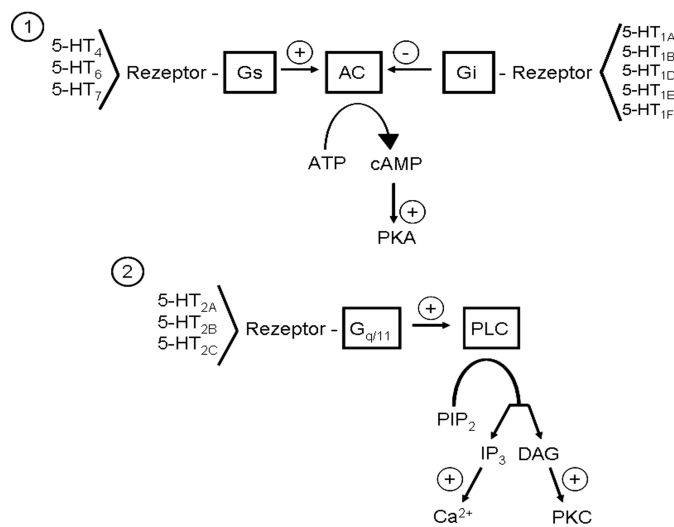 1
5-HT₄
5-HT₆
5-HT₇
Rezeptor - Gs + AC - Gi - Rezeptor
5-HT₁A
5-HT₁B
5-HT₁D
5-HT₁E
5-HT₁F
ATP cAMP
+
PKA
2
5-HT₂A
5-HT₂B
5-HT₂C
Rezeptor - Gq/11 + PLC
PIP₂
IP₃ DAG
+ +
Ca²⁺ PKC